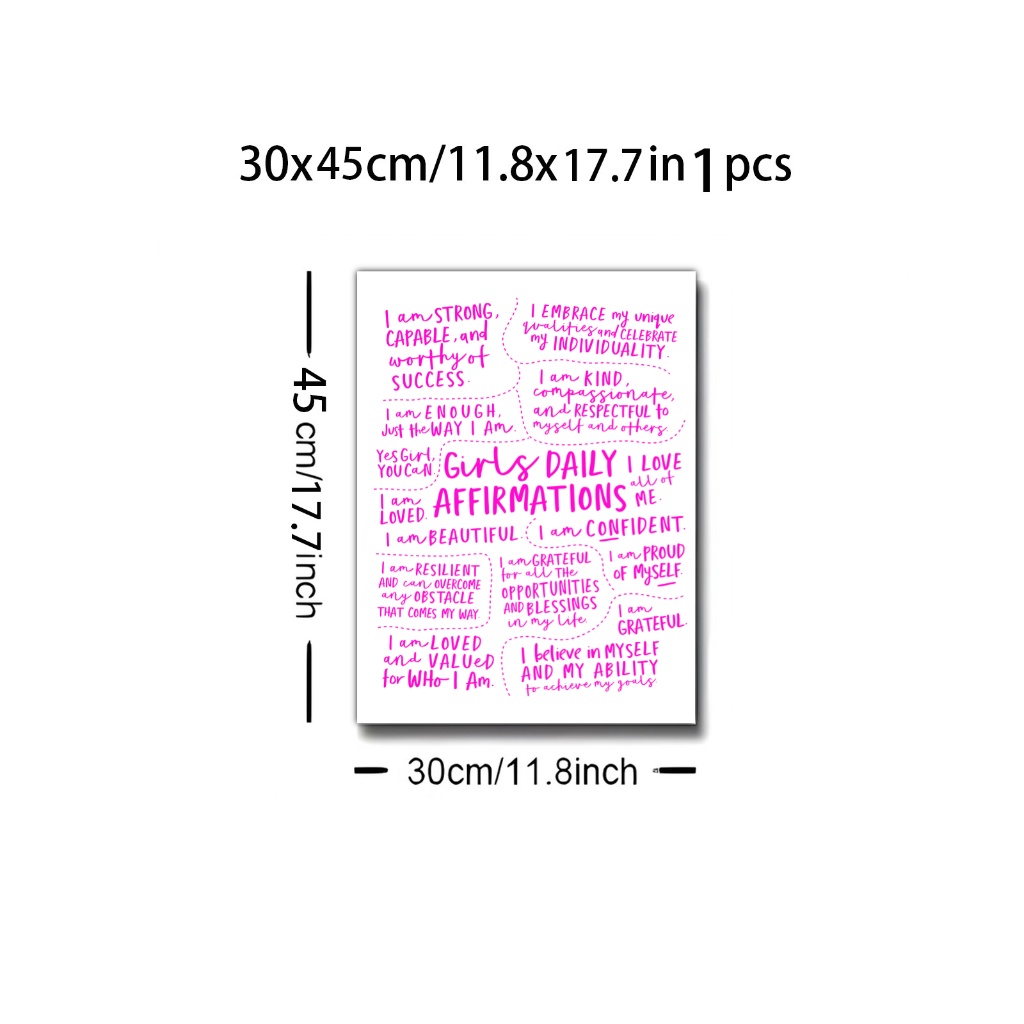 30x45cm/11.8x17.7in 1 pcs
45 cm/17.7inch
I am STRONG,
CAPABLE, and
worthy of
SUCCESS.
I EMBRACE my unique
qualities and CELEBRATE
my INDIVIDUALITY.
I am KIND,
compassionate,
and RESPECTFUL to
myself and others.
I am ENOUGH,
Just the WAY I Am.
Yes Girl,
YOU CaN.
Girls DAILY
AFFIRMATIONS
I LOVE
all of
ME.
I am
LOVED.
I am BEAUTIFUL.
I am CONFIDENT.
I am RESILIENT
AND can OVERCOME
any OBSTACLE
THAT COMES MY WAY.
I am GRATEFUL
for all THe
OPPORTUNITIES
AND BLESSINGS
in my life.
I am PROUD
OF MySELF.
I am
GRATEFUL.
I am LOVED
and VALUeD
for WHo I Am.
I believe in MYSELF
AND MY ABILITY
to achieve my goals.
30cm/11.8inch